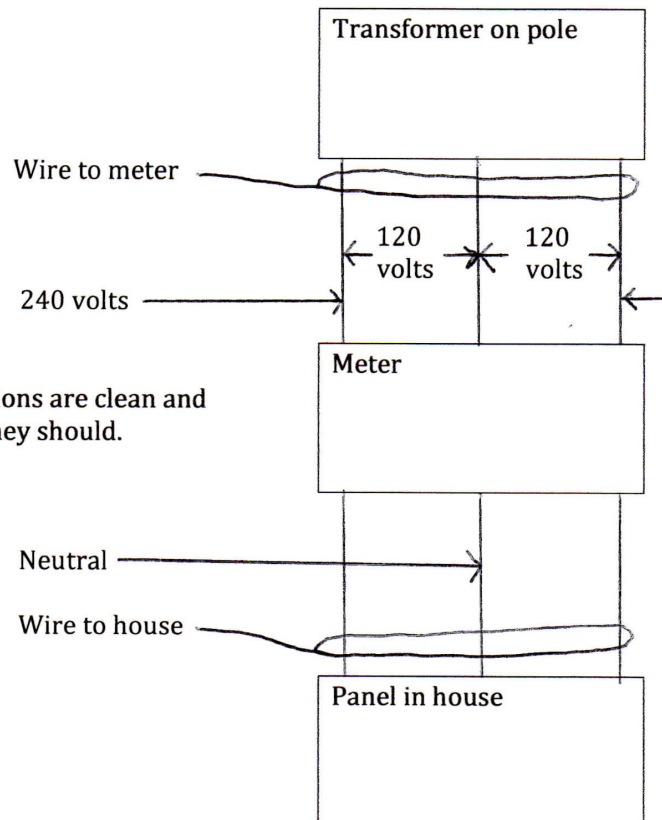 Transformer on pole
Wire to meter
120 volts
120 volts
240 volts
Meter
ons are clean and
ney should.
Neutral
Wire to house
Panel in house